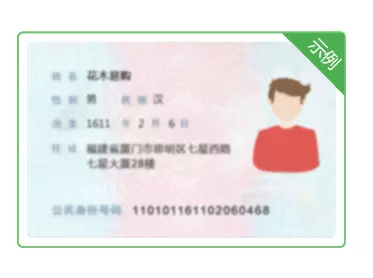 示例
姓名 花木丽购
性别 男 民族 汉
出生 1611 年 2 月 6 日
住址 福建省厦门市思明区七星西路
七星大厦28楼
公民身份号码 110101161102060468